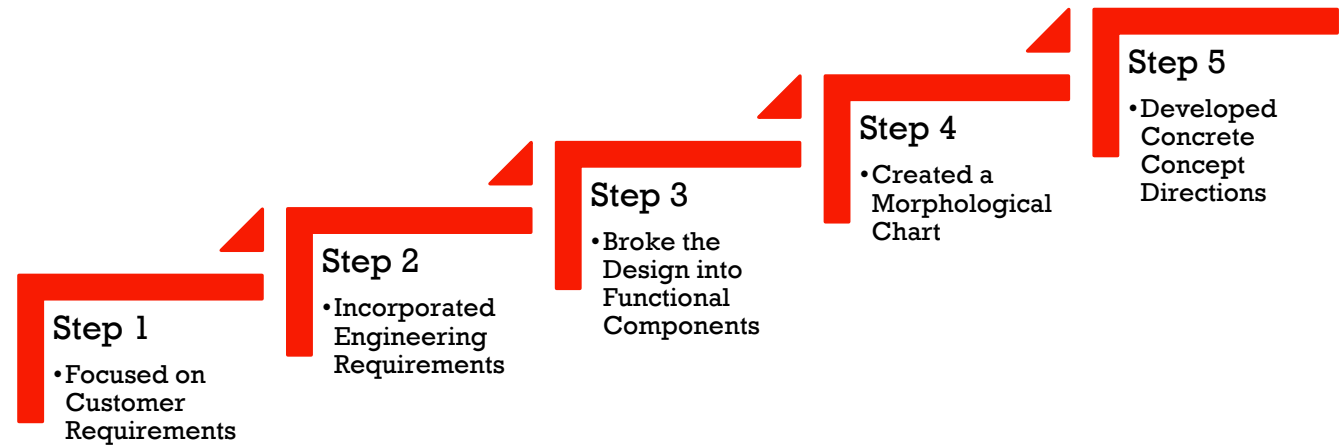 Step 1
•Focused on
Customer
Requirements
Step 2
•Incorporated
Engineering
Requirements
Step 3
•Broke the
Design into
Functional
Components
Step 4
•Created a
Morphological
Chart
Step 5
•Developed
Concrete
Concept
Directions